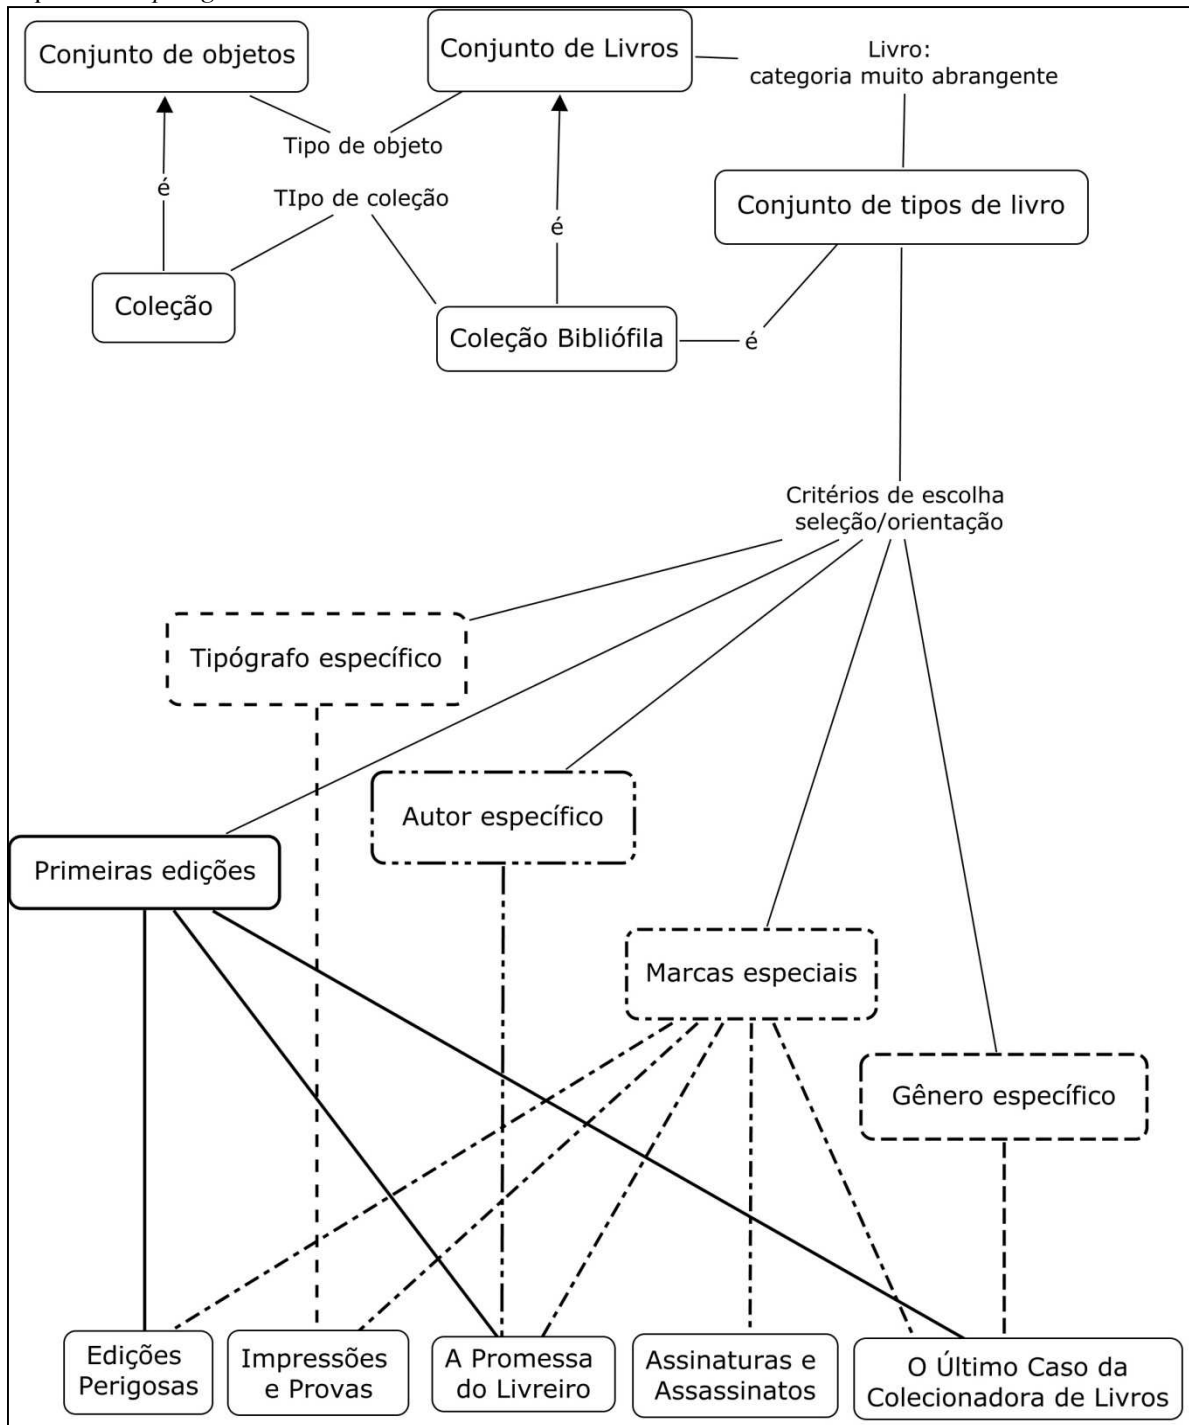 Conjunto de objetos
Conjunto de Livros
Livro:
categoria muito abrangente
Tipo de objeto
TIpo de coleção
é
é
Conjunto de tipos de livro
Coleção
Coleção Bibliófila
é
Critérios de escolha
seleção/orientação
Tipógrafo específico
Autor específico
Primeiras edições
Marcas especiais
Gênero específico
Edições
Perigosas
Impressões
e Provas
A Promessa
do Livreiro
Assinaturas e
Assassinatos
O Último Caso da
Colecionadora de Livros